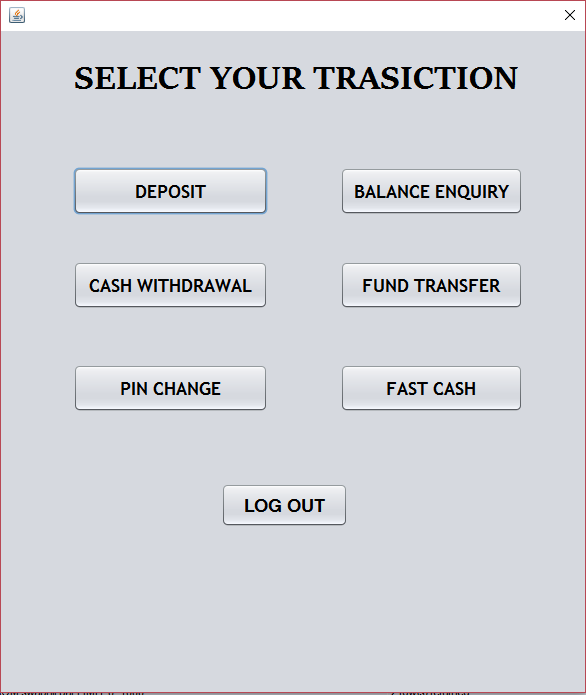 SELECT YOUR TRASICTION
DEPOSIT
BALANCE ENQUIRY
CASH WITHDRAWAL
FUND TRANSFER
PIN CHANGE
FAST CASH
LOG OUT